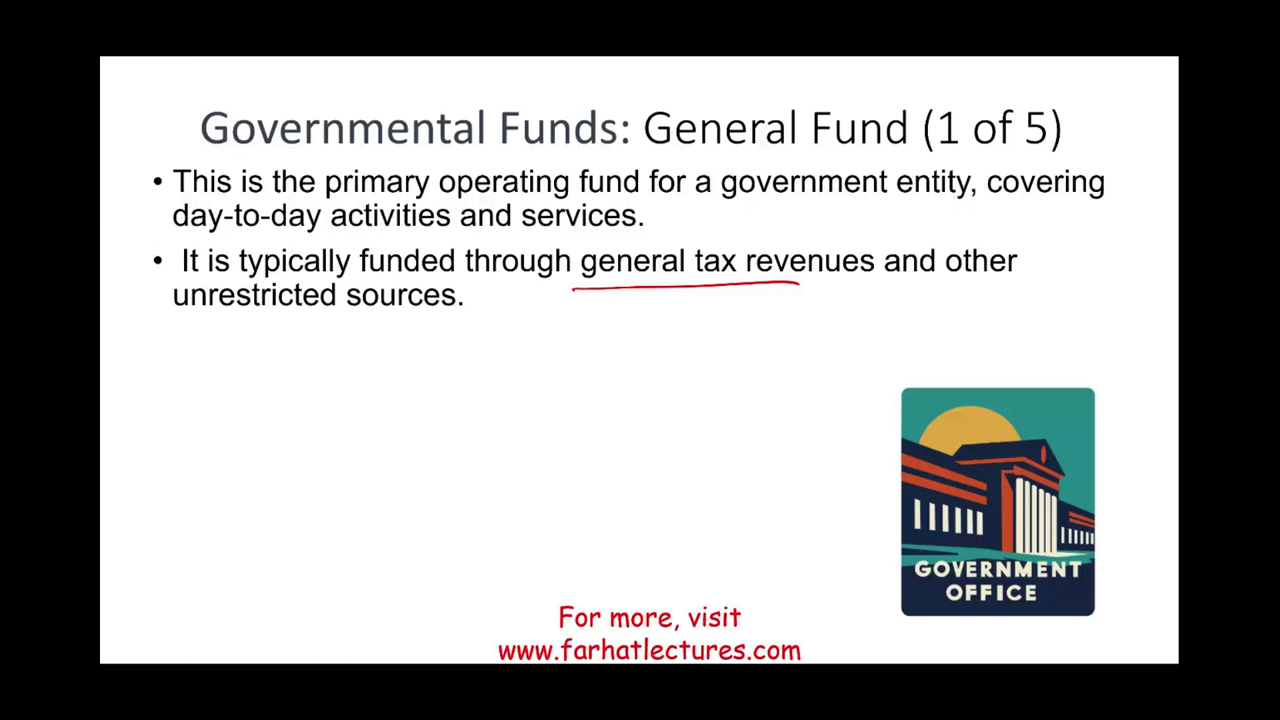 Governmental Funds: General Fund (1 of 5)
• This is the primary operating fund for a government entity, covering
day-to-day activities and services.
• It is typically funded through general tax revenues and other
unrestricted sources.
GOVERNMENT
OFFICE
For more, visit
www.farhatlectures.com